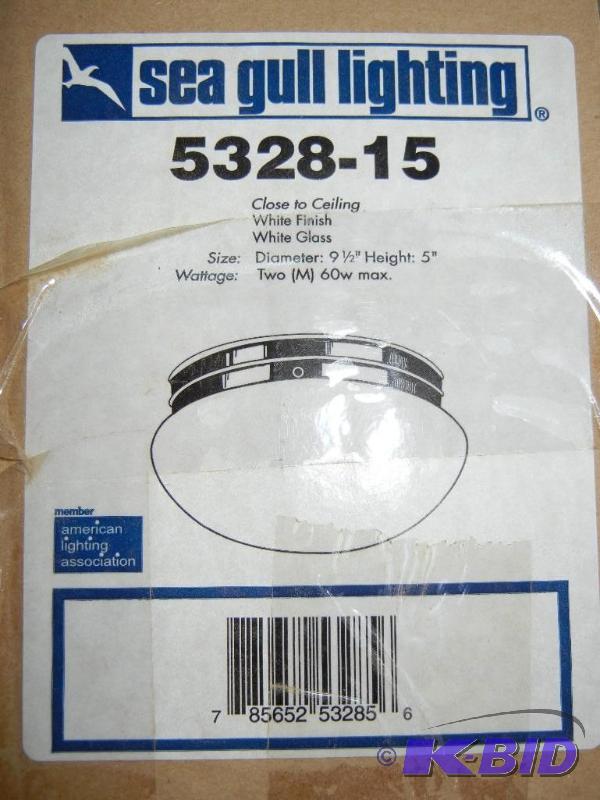 sea gull lighting®
5328-15
Close to Ceiling
White Finish
White Glass
Size: Diameter: 9 ½" Height: 5"
Wattage: Two (M) 60w max.
member
american
lighting
association
7 85652 53285 6
© K-BID